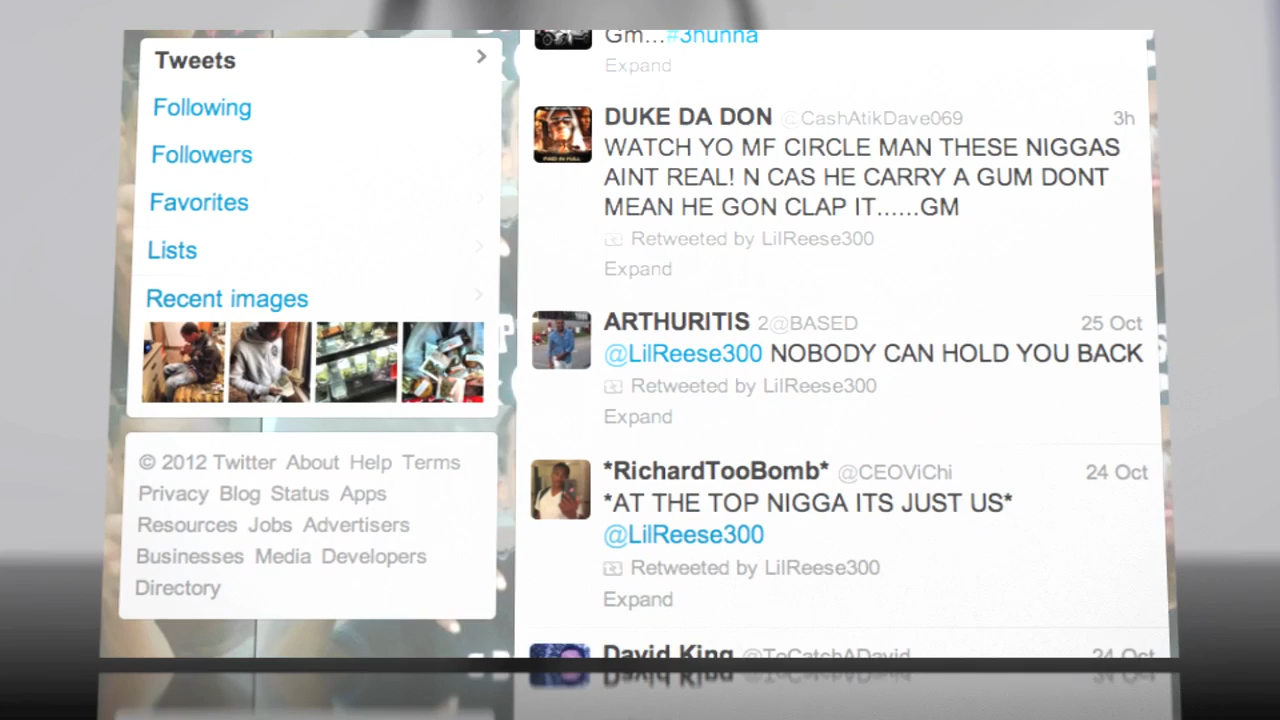 Tweets
Following
Followers
Favorites
Lists
Recent images
© 2012 Twitter About Help Terms
Privacy Blog Status Apps
Resources Jobs Advertisers
Businesses Media Developers
Directory
Gm...#3hunna
Expand
DUKE DA DON @CashAtikDave069 3h
WATCH YO MF CIRCLE MAN THESE NIGGAS
AINT REAL! N CAS HE CARRY A GUM DONT
MEAN HE GON CLAP IT......GM
Retweeted by LilReese300
Expand
ARTHURITIS 2@BASED 25 Oct
@LilReese300 NOBODY CAN HOLD YOU BACK
Retweeted by LilReese300
Expand
*RichardTooBomb* @CEOViChi 24 Oct
*AT THE TOP NIGGA ITS JUST US*
@LilReese300
Retweeted by LilReese300
Expand
David King @ToCatchADavid 24 Oct